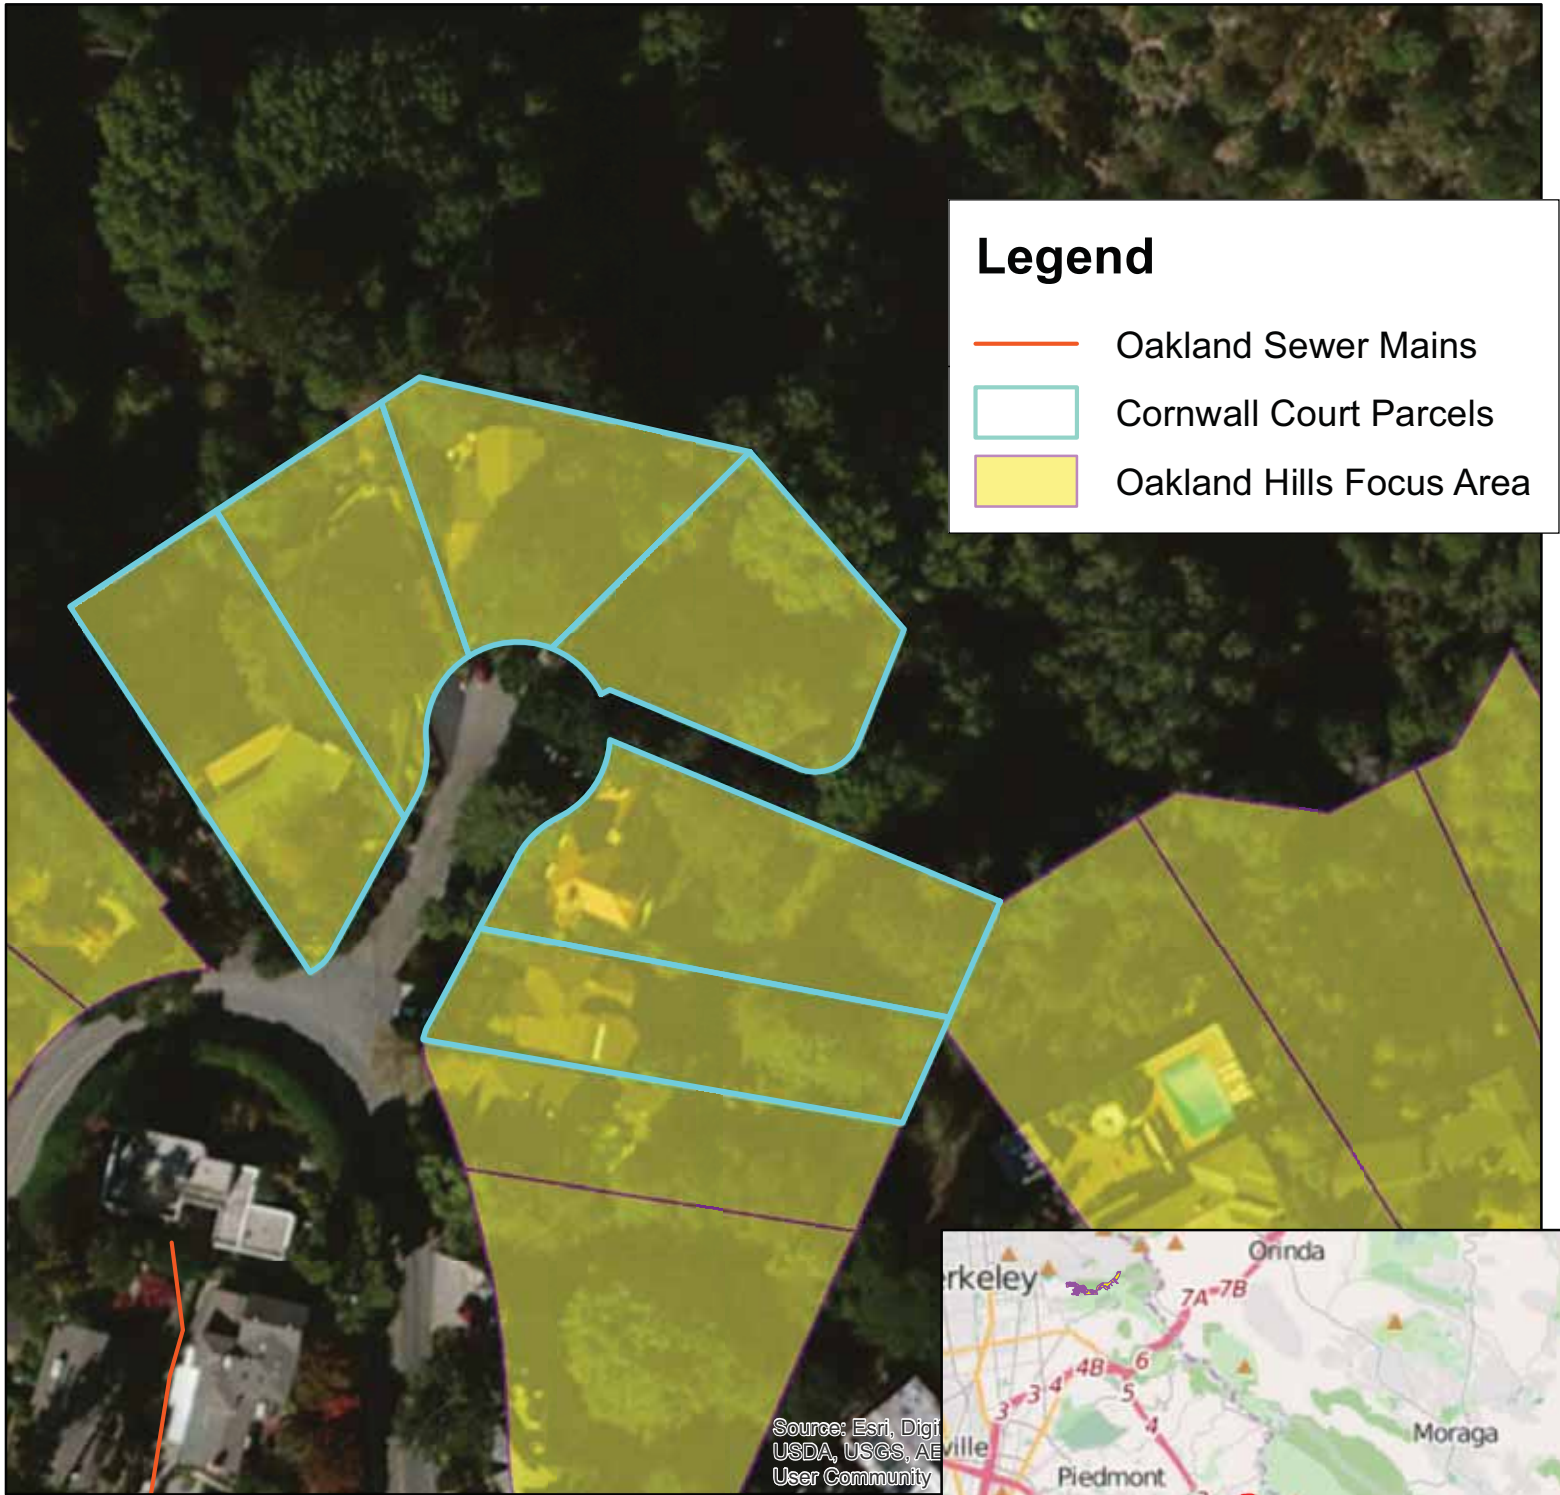 Legend
Oakland Sewer Mains
Cornwall Court Parcels
Oakland Hills Focus Area
Orinda
erkeley
7A 7B
6
4B
5
4
3
3
4
Moraga
ville
Piedmont
Source: Esri, Digi
USDA, USGS, AE
User Community